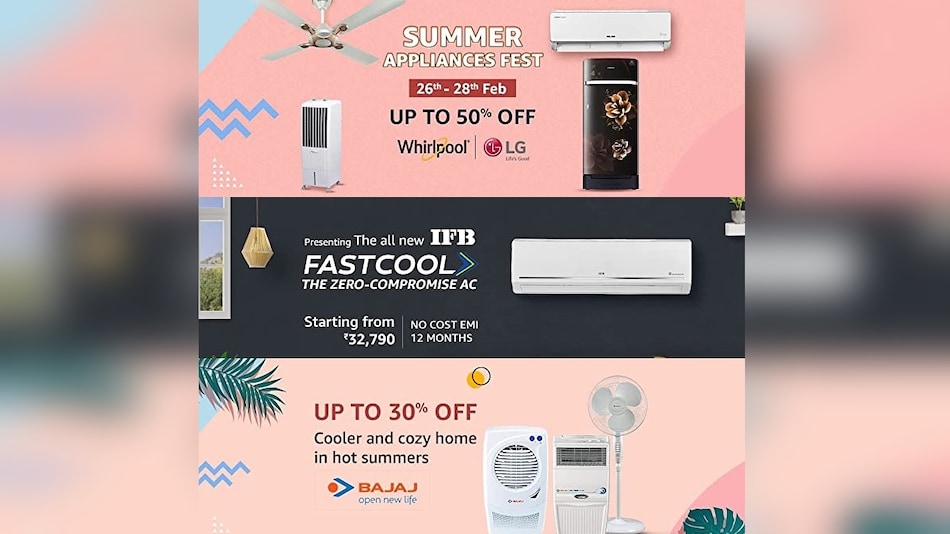 SUMMER
APPLIANCES FEST
26th - 28th Feb
UP TO 50% OFF
Whirlpool LG
Life's Good
Presenting The all new IFB
FASTCOOL
THE ZERO-COMPROMISE AC
Starting from
₹32,790
NO COST EMI
12 MONTHS
UP TO 30% OFF
Cooler and cozy home
in hot summers
BAJAJ
open new life
BAJAJ